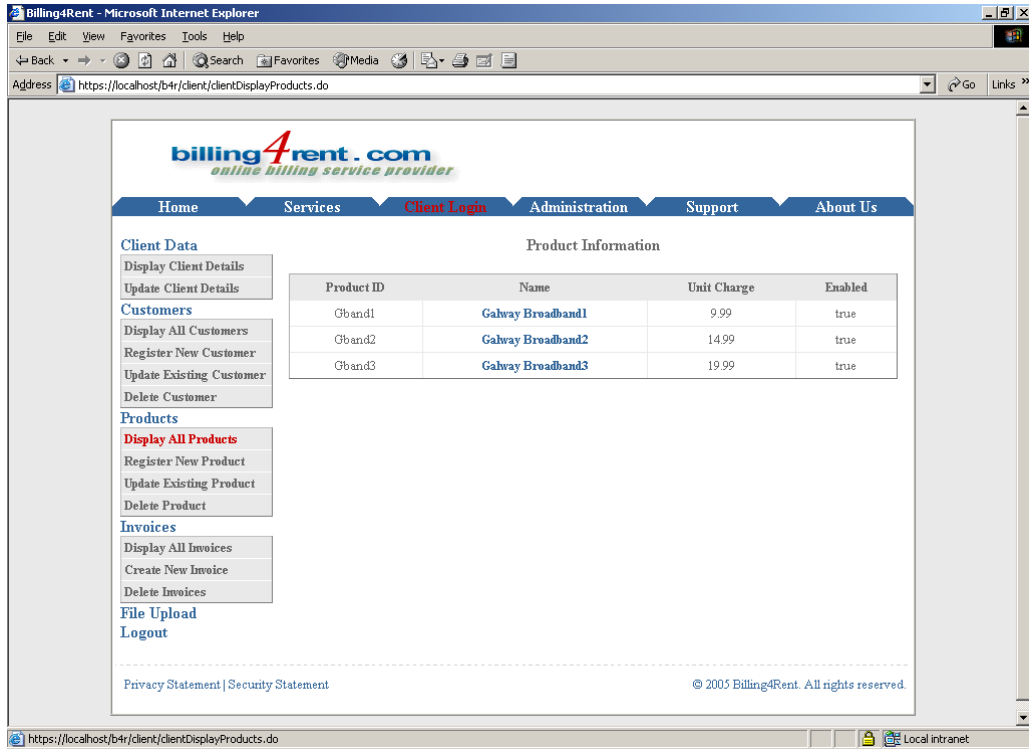 Billing4Rent - Microsoft Internet Explorer
File Edit View Favorites Tools Help
Back Search Favorites Media
Address https://localhost/b4r/client/clientDisplayProducts.do Go Links »
billing4rent.com
online billing service provider
Home Services Client Login Administration Support About Us
Client Data
Display Client Details
Update Client Details
Customers
Display All Customers
Register New Customer
Update Existing Customer
Delete Customer
Products
Display All Products
Register New Product
Update Existing Product
Delete Product
Invoices
Display All Invoices
Create New Invoice
Delete Invoices
File Upload
Logout
Product Information
Product ID Name Unit Charge Enabled
Gband1 Galway Broadband1 9.99 true
Gband2 Galway Broadband2 14.99 true
Gband3 Galway Broadband3 19.99 true
Privacy Statement | Security Statement
© 2005 Billing4Rent. All rights reserved.
https://localhost/b4r/client/clientDisplayProducts.do Local intranet